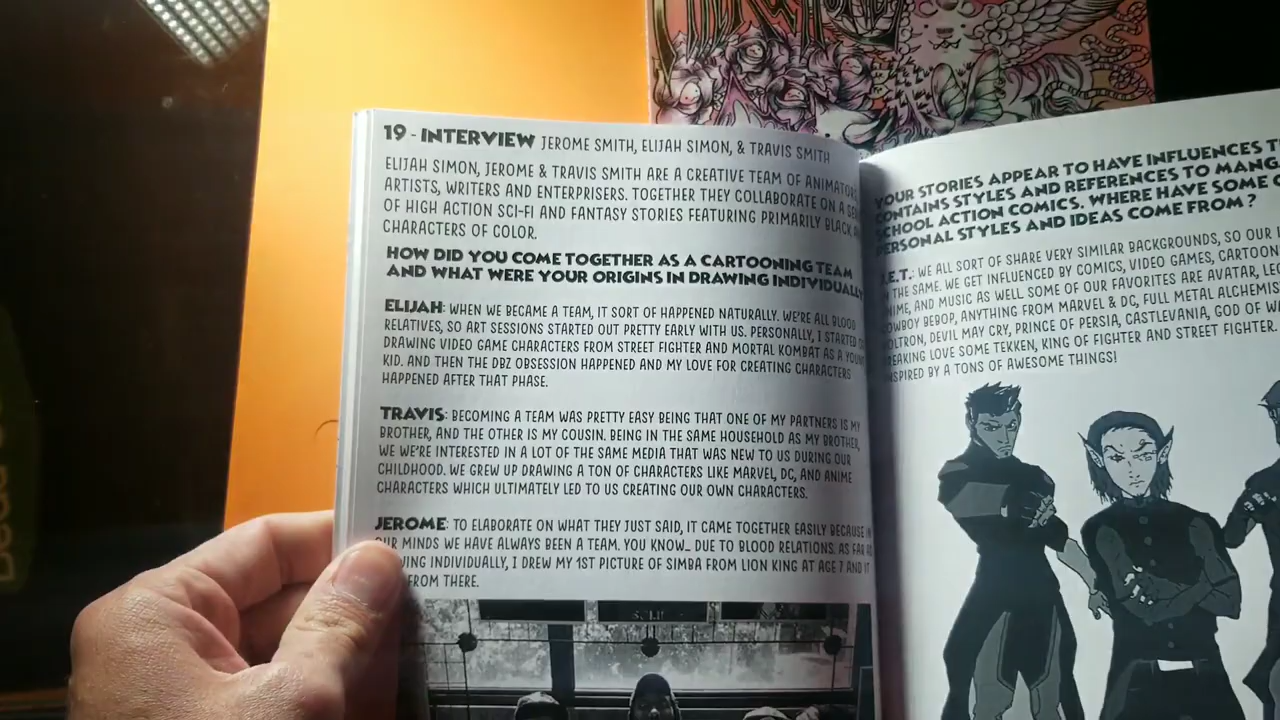 19 - INTERVIEW JEROME SMITH, ELIJAH SIMON, & TRAVIS SMITH
ELIJAH SIMON, JEROME & TRAVIS SMITH ARE A CREATIVE TEAM OF ANIMATORS
ARTISTS, WRITERS AND ENTERPRISERS. TOGETHER THEY COLLABORATE ON A
OF HIGH ACTION SCI-FI AND FANTASY STORIES FEATURING PRIMARILY BLACK
CHARACTERS OF COLOR.
HOW DID YOU COME TOGETHER AS A CARTOONING TEAM
AND WHAT WERE YOUR ORIGINS IN DRAWING INDIVIDUALLY
ELIJAH: WHEN WE BECAME A TEAM, IT SORT OF HAPPENED NATURALLY. WE'RE ALL BLOOD
RELATIVES, SO ART SESSIONS STARTED OUT PRETTY EARLY WITH US. PERSONALLY, I STARTED
DRAWING VIDEO GAME CHARACTERS FROM STREET FIGHTER AND MORTAL KOMBAT AS A YOUNG
KID. AND THEN THE DBZ OBSESSION HAPPENED AND MY LOVE FOR CREATING CHARACTERS
HAPPENED AFTER THAT PHASE.
TRAVIS: BECOMING A TEAM WAS PRETTY EASY BEING THAT ONE OF MY PARTNERS IS MY
BROTHER, AND THE OTHER IS MY COUSIN. BEING IN THE SAME HOUSEHOLD AS MY BROTHER,
WE WE'RE INTERESTED IN A LOT OF THE SAME MEDIA THAT WAS NEW TO US DURING OUR
CHILDHOOD. WE GREW UP DRAWING A TON OF CHARACTERS LIKE MARVEL, DC, AND ANIME
CHARACTERS WHICH ULTIMATELY LED TO US CREATING OUR OWN CHARACTERS.
JEROME: TO ELABORATE ON WHAT THEY JUST SAID, IT CAME TOGETHER EASILY BECAUSE IN
OUR MINDS WE HAVE ALWAYS BEEN A TEAM. YOU KNOW... DUE TO BLOOD RELATIONS. AS FAR AS
INDIVIDUALLY, I DREW MY 1ST PICTURE OF SIMBA FROM LION KING AT AGE 7 AND IT
FROM THERE.
YOUR STORIES APPEAR TO HAVE INFLUENCES
CONTAINS STYLES AND REFERENCES TO MANGA
SCHOOL ACTION COMICS. WHERE HAVE SOME
PERSONAL STYLES AND IDEAS COME FROM?
J.E.T.: WE ALL SORT OF SHARE VERY SIMILAR BACKGROUNDS, SO OUR
THE SAME. WE GET INFLUENCED BY COMICS, VIDEO GAMES,
ANIME, AND MUSIC AS WELL SOME OF OUR FAVORITES ARE AVATAR,
COWBOY BEBOP, ANYTHING FROM MARVEL & DC, FULL METAL ALCHEMIST
VOLTRON, DEVIL MAY CRY, PRINCE OF PERSIA, CASTLEVANIA, GOD OF
FREAKING LOVE SOME TEKKEN, KING OF FIGHTER AND STREET FIGHTER.
INSPIRED BY A TONS OF AWESOME THINGS!